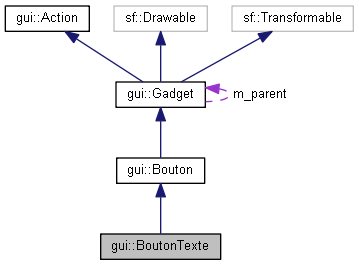 gui::Action
sf::Drawable
sf::Transformable
gui::Gadget
m_parent
gui::Bouton
gui::BoutonTexte